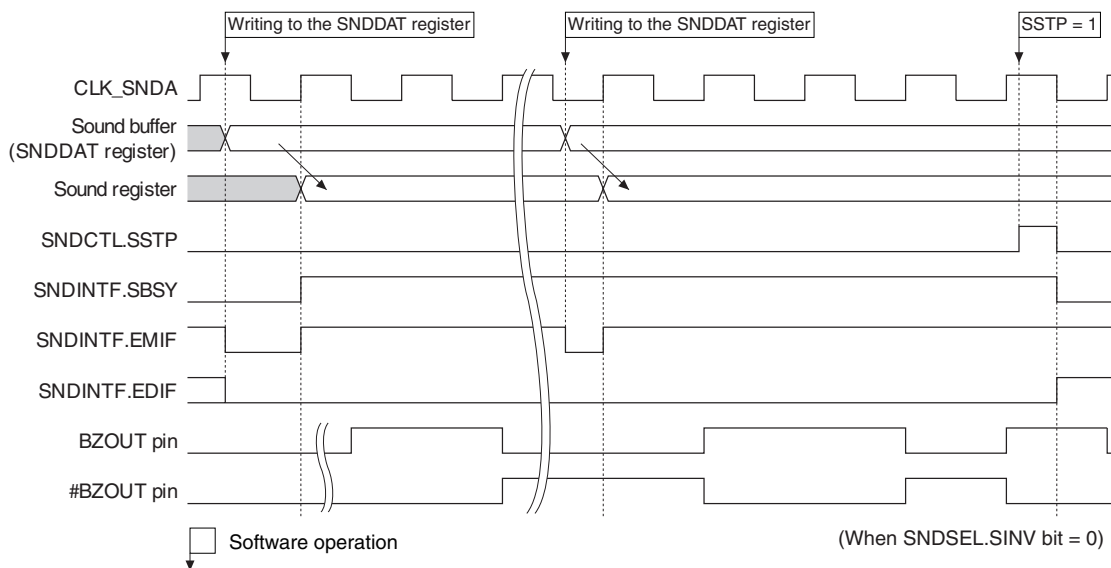 Writing to the SNDDAT register
Writing to the SNDDAT register
SSTP = 1
CLK_SNDA
Sound buffer
(SNDDAT register)
Sound register
SNDCTL.SSTP
SNDINTF.SBSY
SNDINTF.EMIF
SNDINTF.EDIF
BZOUT pin
#BZOUT pin
Software operation
(When SNDSEL.SINV bit = 0)